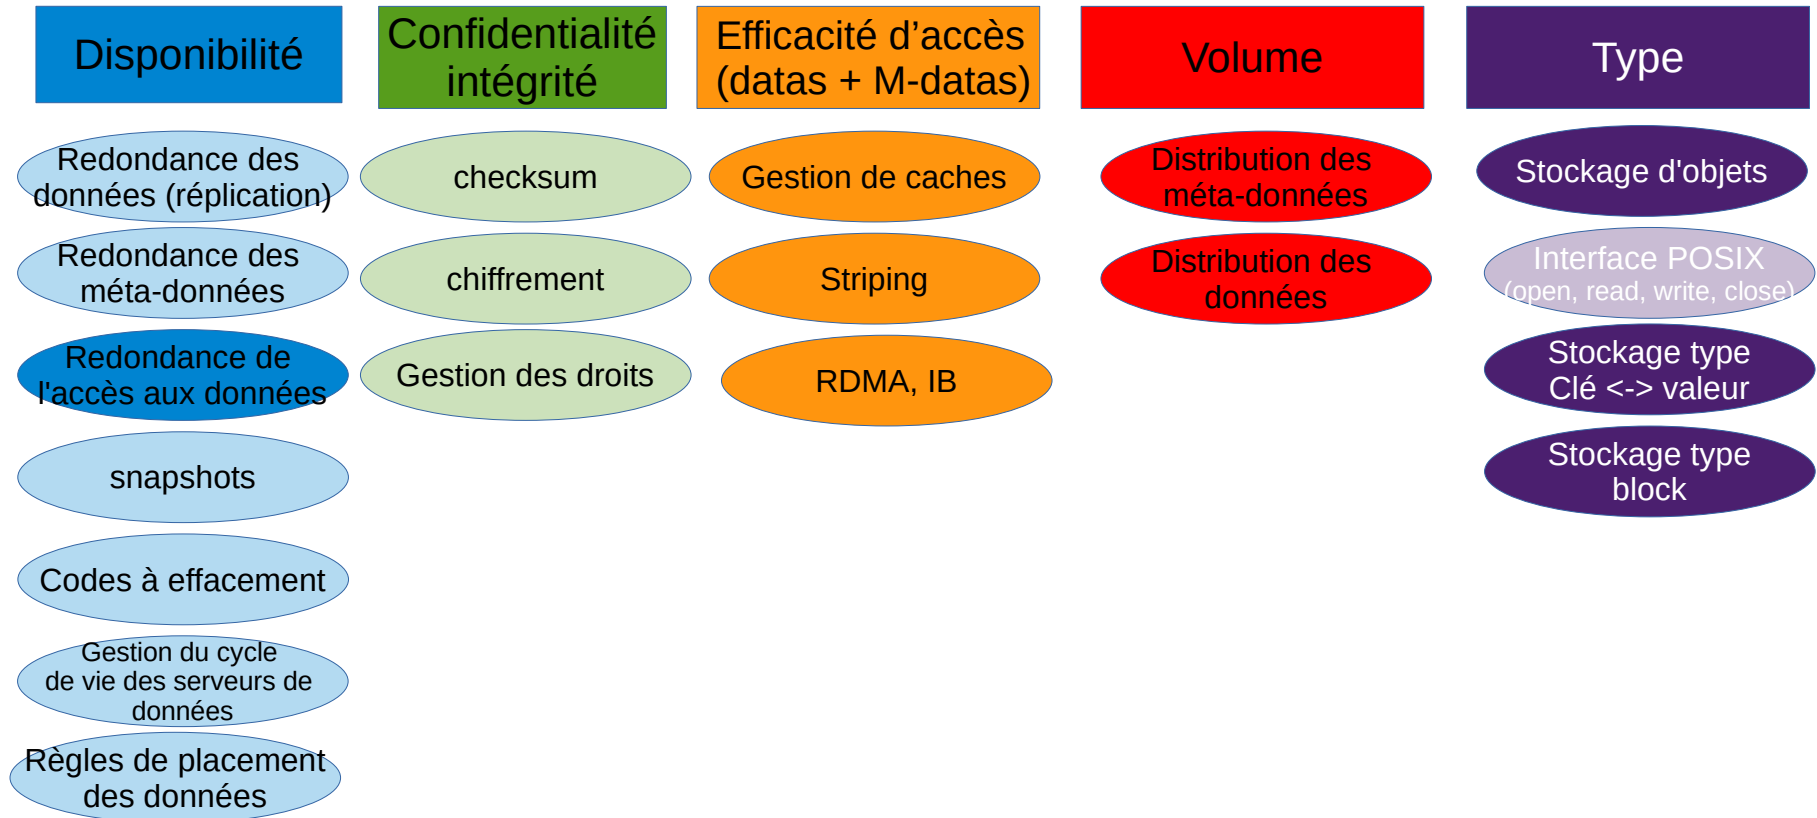 Disponibilité
Confidentialité
intégrité
Efficacité d'accès
(datas + M-datas)
Volume
Type
Redondance des
données (réplication)
Redondance des
méta-données
Redondance de
l'accès aux données
snapshots
Codes à effacement
Gestion du cycle
de vie des serveurs de
données
Règles de placement
des données
checksum
chiffrement
Gestion des droits
Gestion de caches
Striping
RDMA, IB
Distribution des
méta-données
Distribution des
données
Stockage d'objets
Interface POSIX
(open, read, write, close)
Stockage type
Clé <-> valeur
Stockage type
block